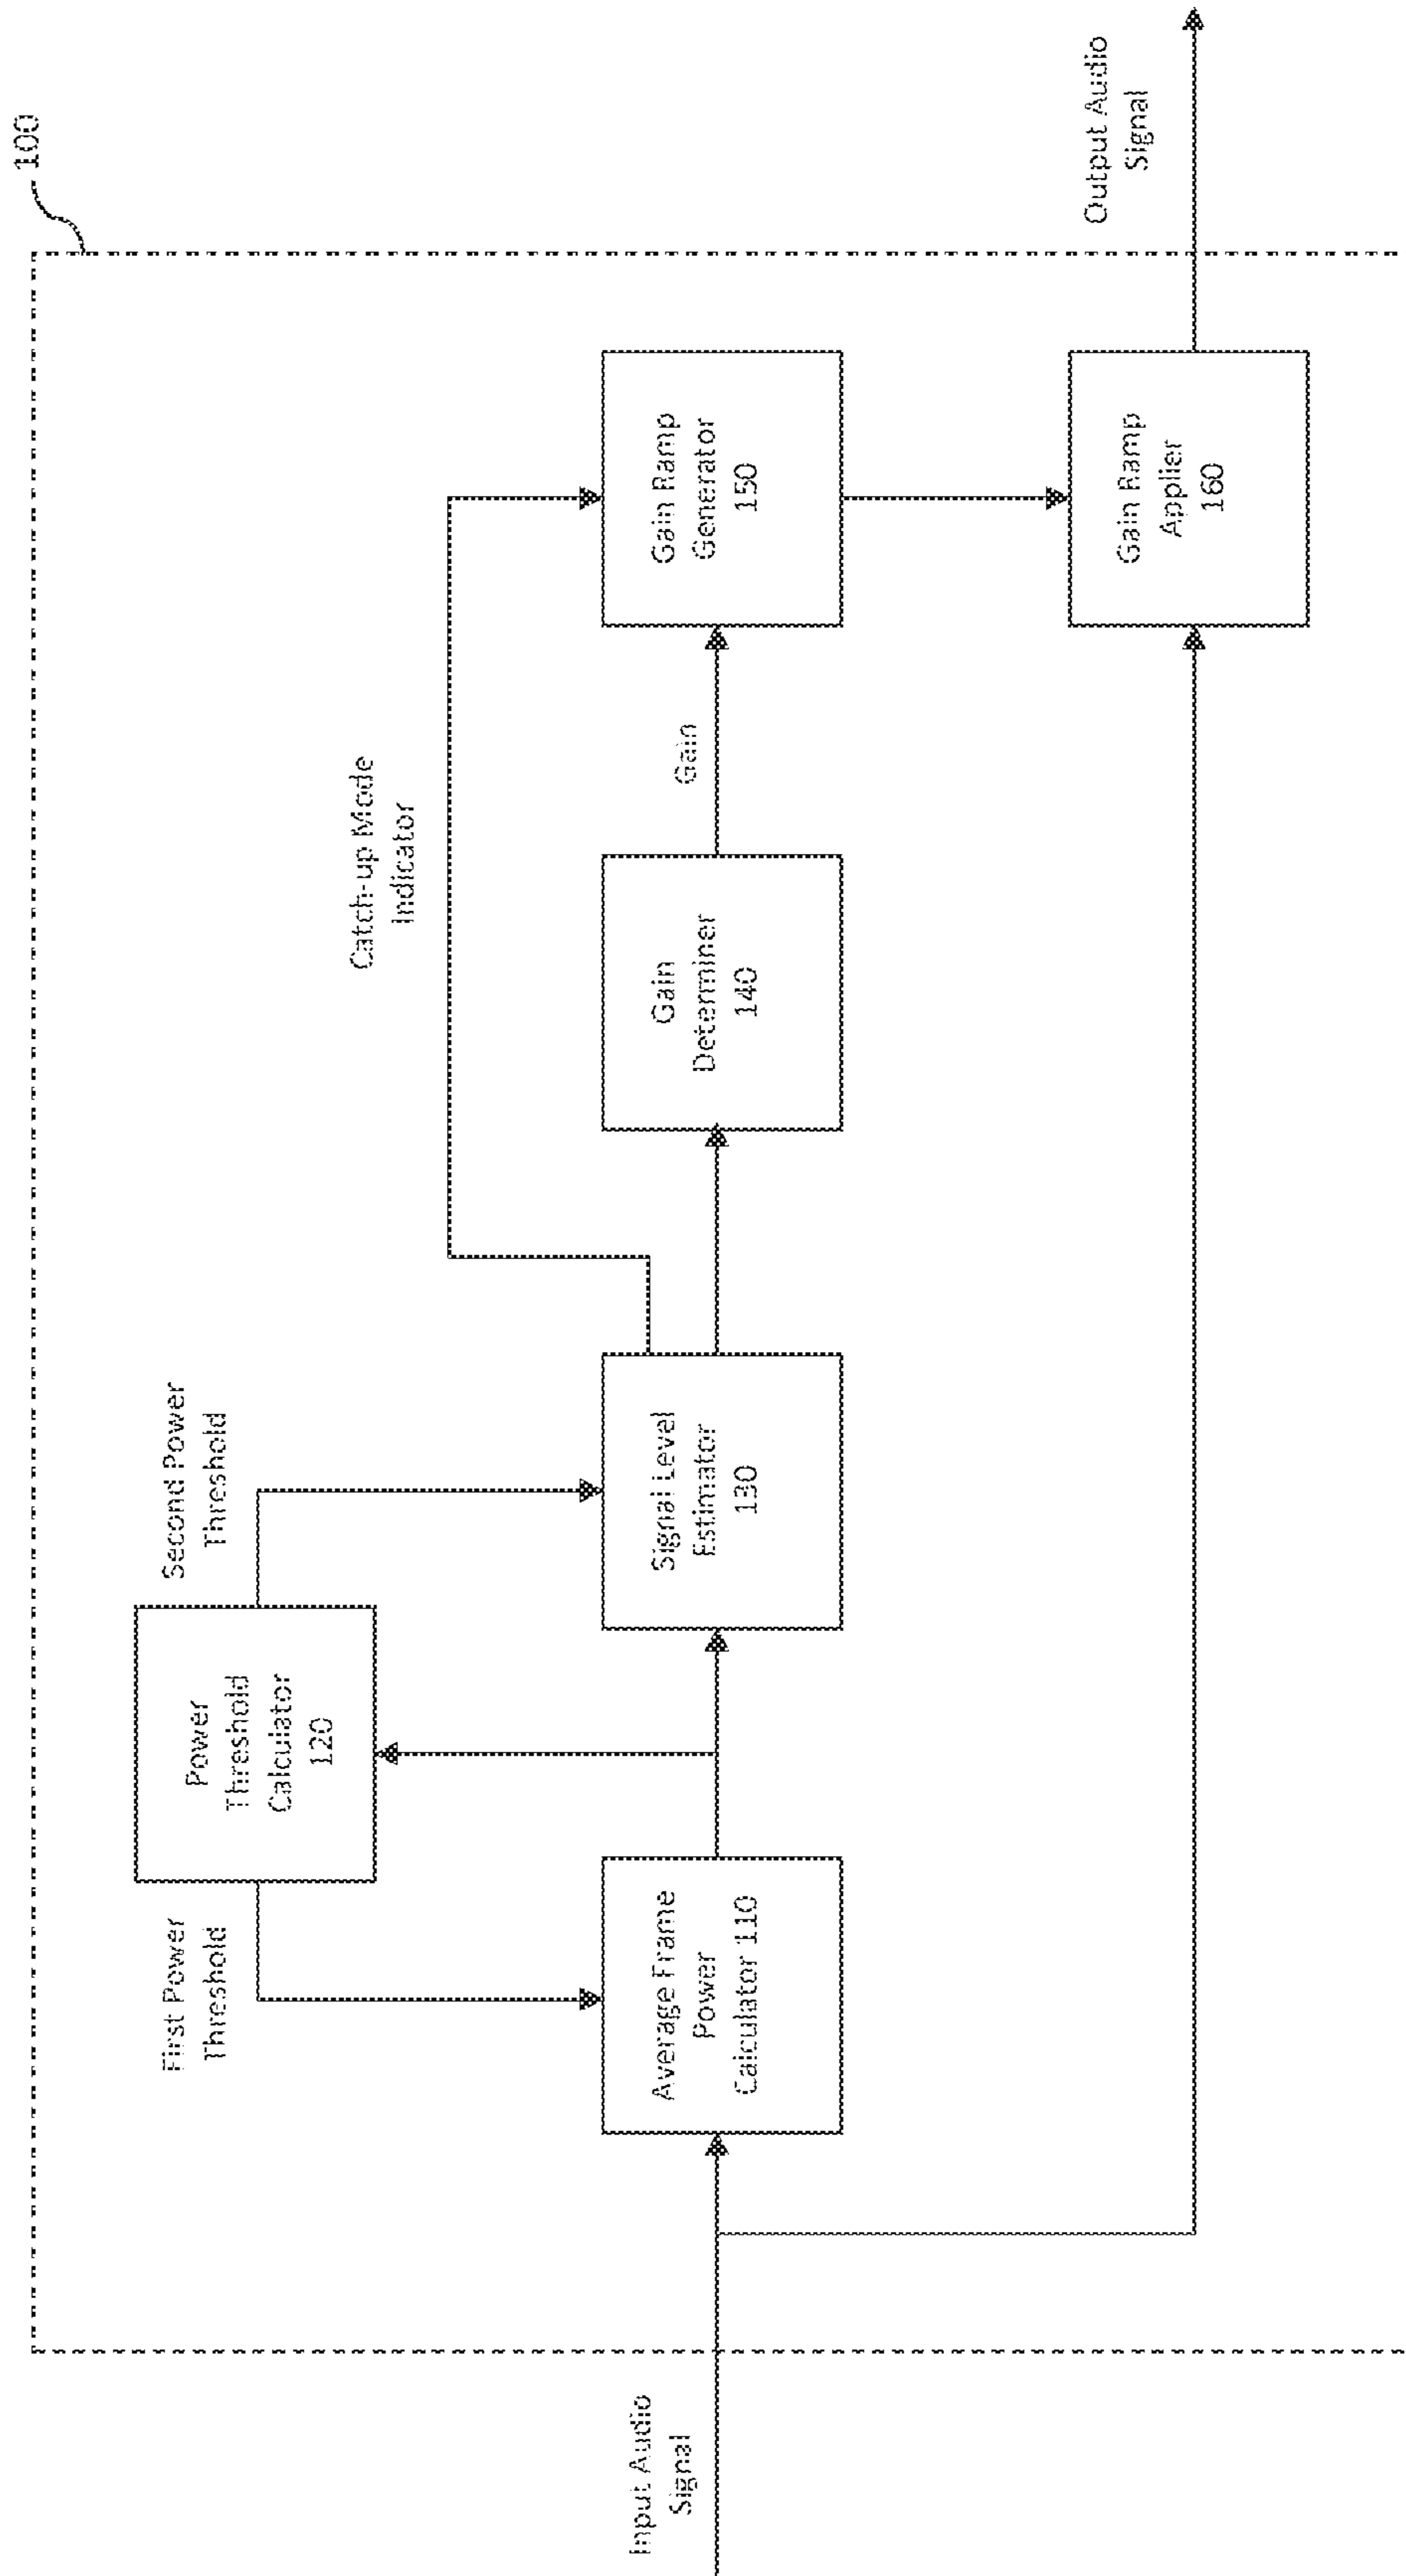 100
First Power
Threshold
Power
Threshold
Calculator
120
Second Power
Threshold
Catch-up Mode
Indicator
Input Audio
Signal
Average Frame
Power
Calculator 110
Signal Level
Estimator
130
Gain
Determiner
140
Gain
Gain Ramp
Generator
150
Gain Ramp
Applier
160
Output Audio
Signal